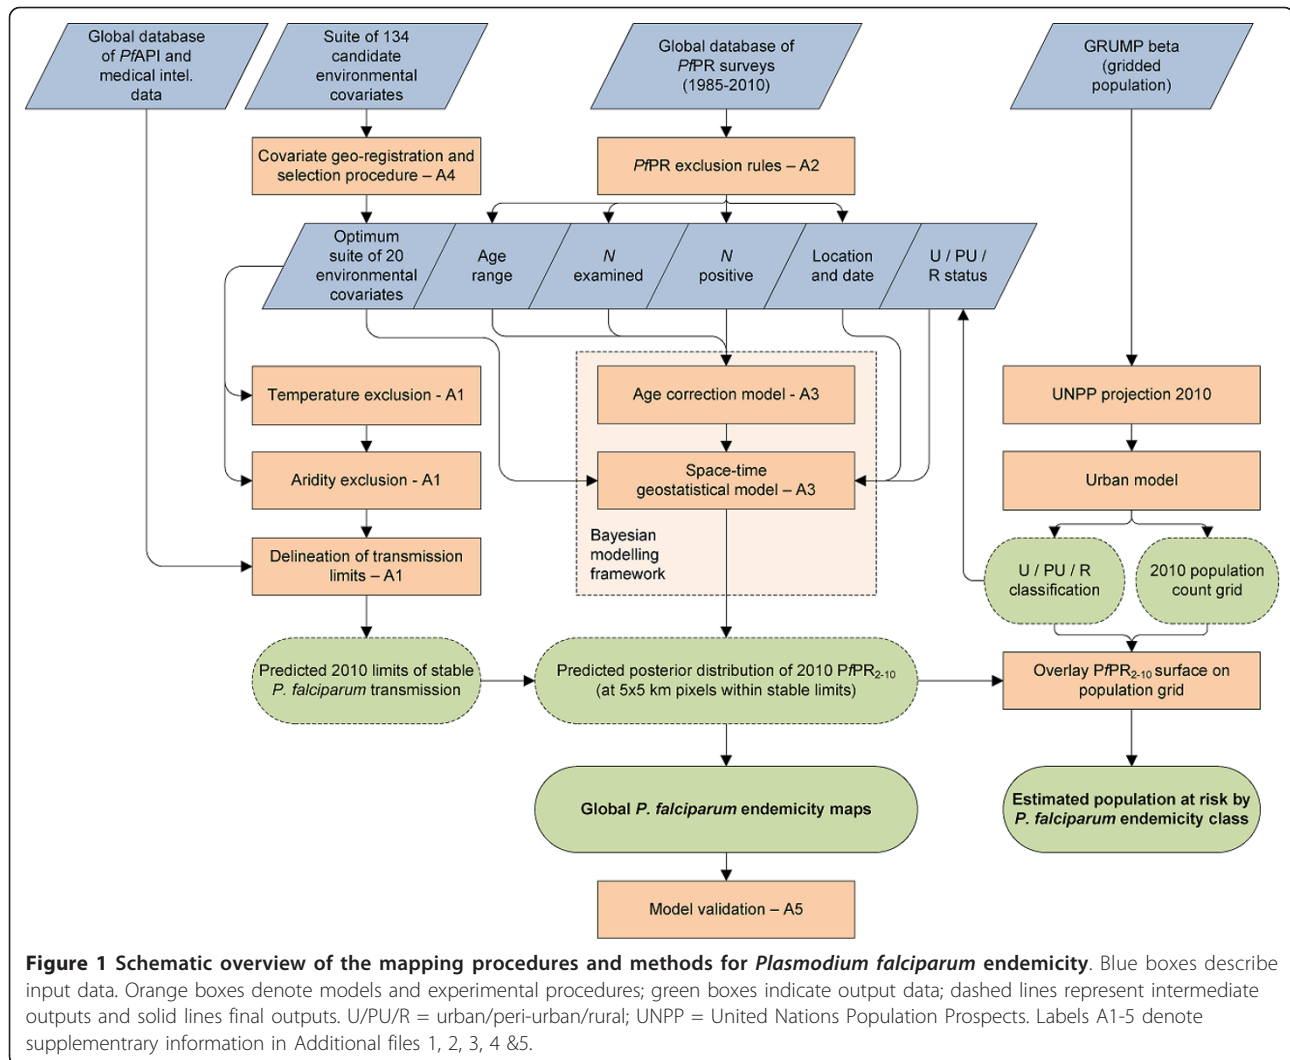 Global database
of PfAPI and
medical intel.
data
Suite of 134
candidate
environmental
covariates
Global database of
PfPR surveys
(1985-2010)
GRUMP beta
(gridded
population)
Covariate geo-registration and
selection procedure – A4
PfPR exclusion rules – A2
Optimum
suite of 20
environmental
covariates
Age
range
N
examined
N
positive
Location
and date
U / PU /
R status
Temperature exclusion - A1
Age correction model - A3
UNPP projection 2010
Aridity exclusion - A1
Space-time
geostatistical model – A3
Urban model
Bayesian
modelling
framework
Delineation of transmission
limits – A1
U / PU / R
classification
2010 population
count grid
Predicted 2010 limits of stable
P. falciparum transmission
Predicted posterior distribution of 2010 PfPR2-10
(at 5x5 km pixels within stable limits)
Overlay PfPR2-10 surface on
population grid
Global P. falciparum endemicity maps
Estimated population at risk by
P. falciparum endemicity class
Model validation – A5
Figure 1 Schematic overview of the mapping procedures and methods for Plasmodium falciparum endemicity. Blue boxes describe
input data. Orange boxes denote models and experimental procedures; green boxes indicate output data; dashed lines represent intermediate
outputs and solid lines final outputs. U/PU/R = urban/peri-urban/rural; UNPP = United Nations Population Prospects. Labels A1-5 denote
supplementrary information in Additional files 1, 2, 3, 4 &5.